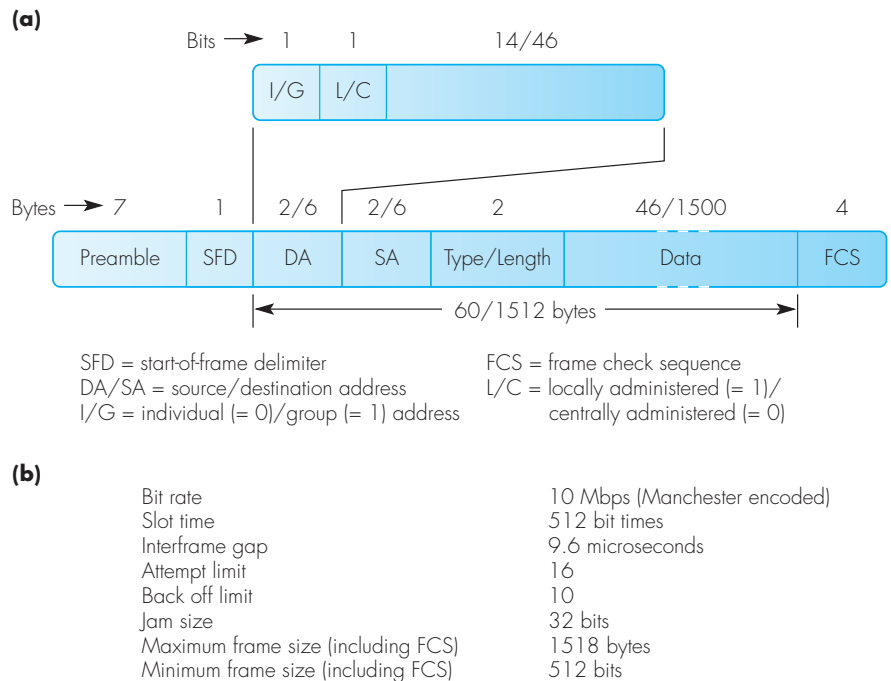 (a)
Bits → 1 1 14/46
I/G L/C
Bytes → 7 1 2/6 2/6 2 46/1500 4
Preamble SFD DA SA Type/Length Data FCS
60/1512 bytes
SFD = start-of-frame delimiter
DA/SA = source/destination address
I/G = individual (= 0)/group (= 1) address
FCS = frame check sequence
L/C = locally administered (= 1)/
centrally administered (= 0)
(b)
Bit rate 10 Mbps (Manchester encoded)
Slot time 512 bit times
Interframe gap 9.6 microseconds
Attempt limit 16
Back off limit 10
Jam size 32 bits
Maximum frame size (including FCS) 1518 bytes
Minimum frame size (including FCS) 512 bits